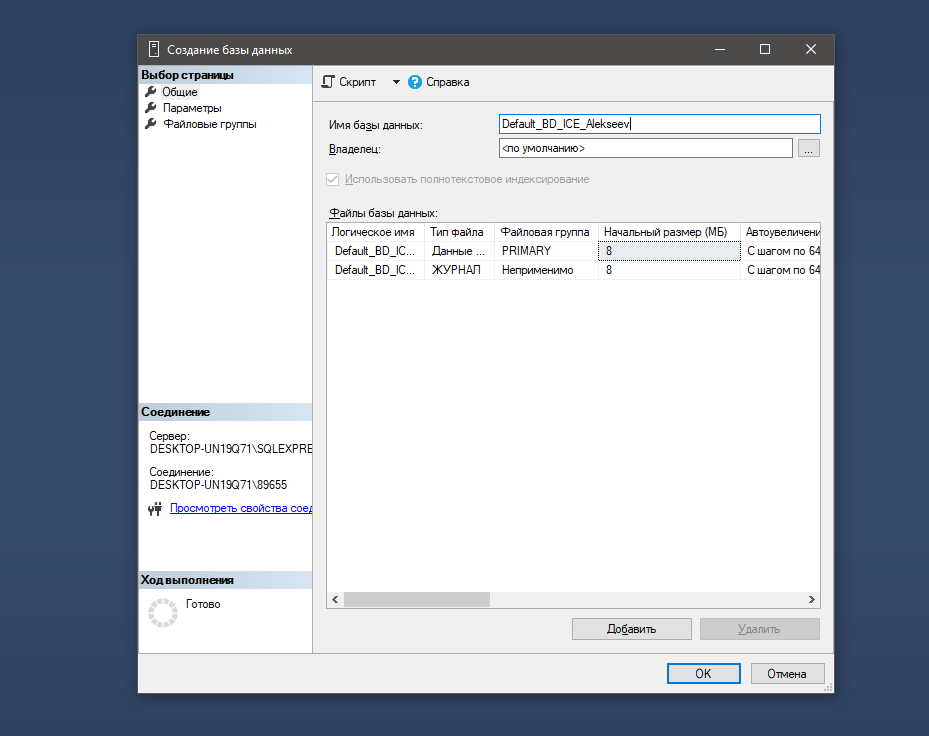 Создание базы данных
Выбор страницы
Общие
Параметры
Файловые группы
Скрипт
Справка
Имя базы данных:
Default_BD_ICE_Alekseev
Владелец:
<по умолчанию>
...
Использовать полнотекстовое индексирование
Файлы базы данных:
Логическое имя Тип файла Файловая группа Начальный размер (МБ) Автоувеличени
Default_BD_IC... Данные ... PRIMARY 8 С шагом по 64
Default_BD_IC... ЖУРНАЛ Неприменимо 8 С шагом по 64
Соединение
Сервер:
DESKTOP-UN19Q71\SQLEXPRE
Соединение:
DESKTOP-UN19Q71\89655
Просмотреть свойства соед
Ход выполнения
Готово
Добавить
Удалить
OK
Отмена